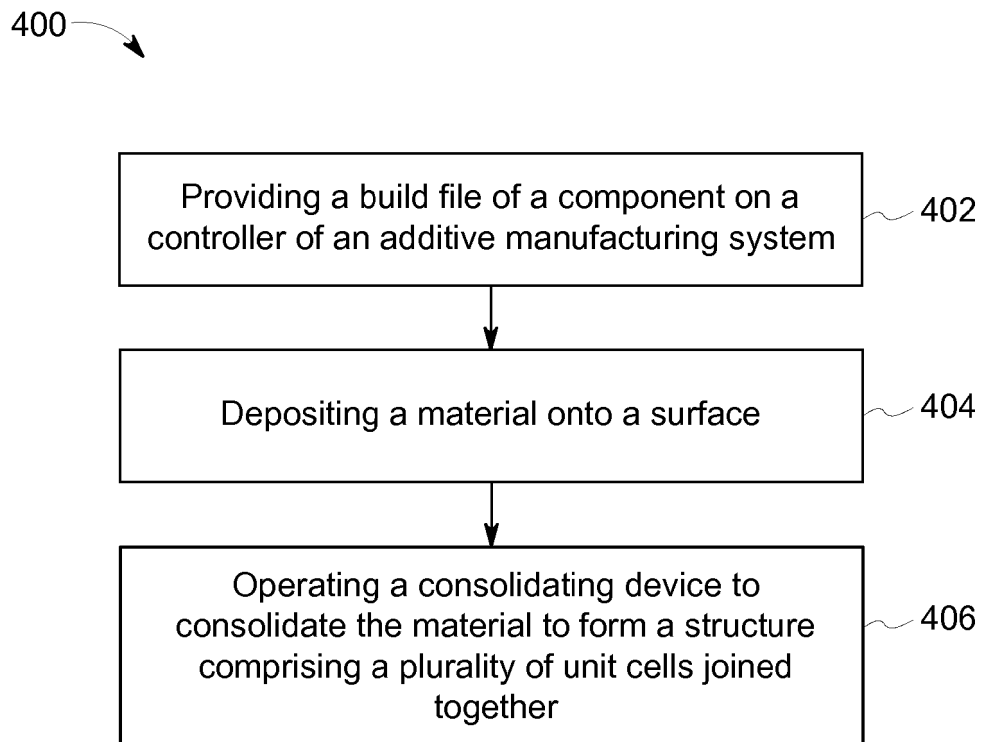 400
Providing a build file of a component on a
controller of an additive manufacturing system
402
Depositing a material onto a surface
404
Operating a consolidating device to
consolidate the material to form a structure
comprising a plurality of unit cells joined
together
406